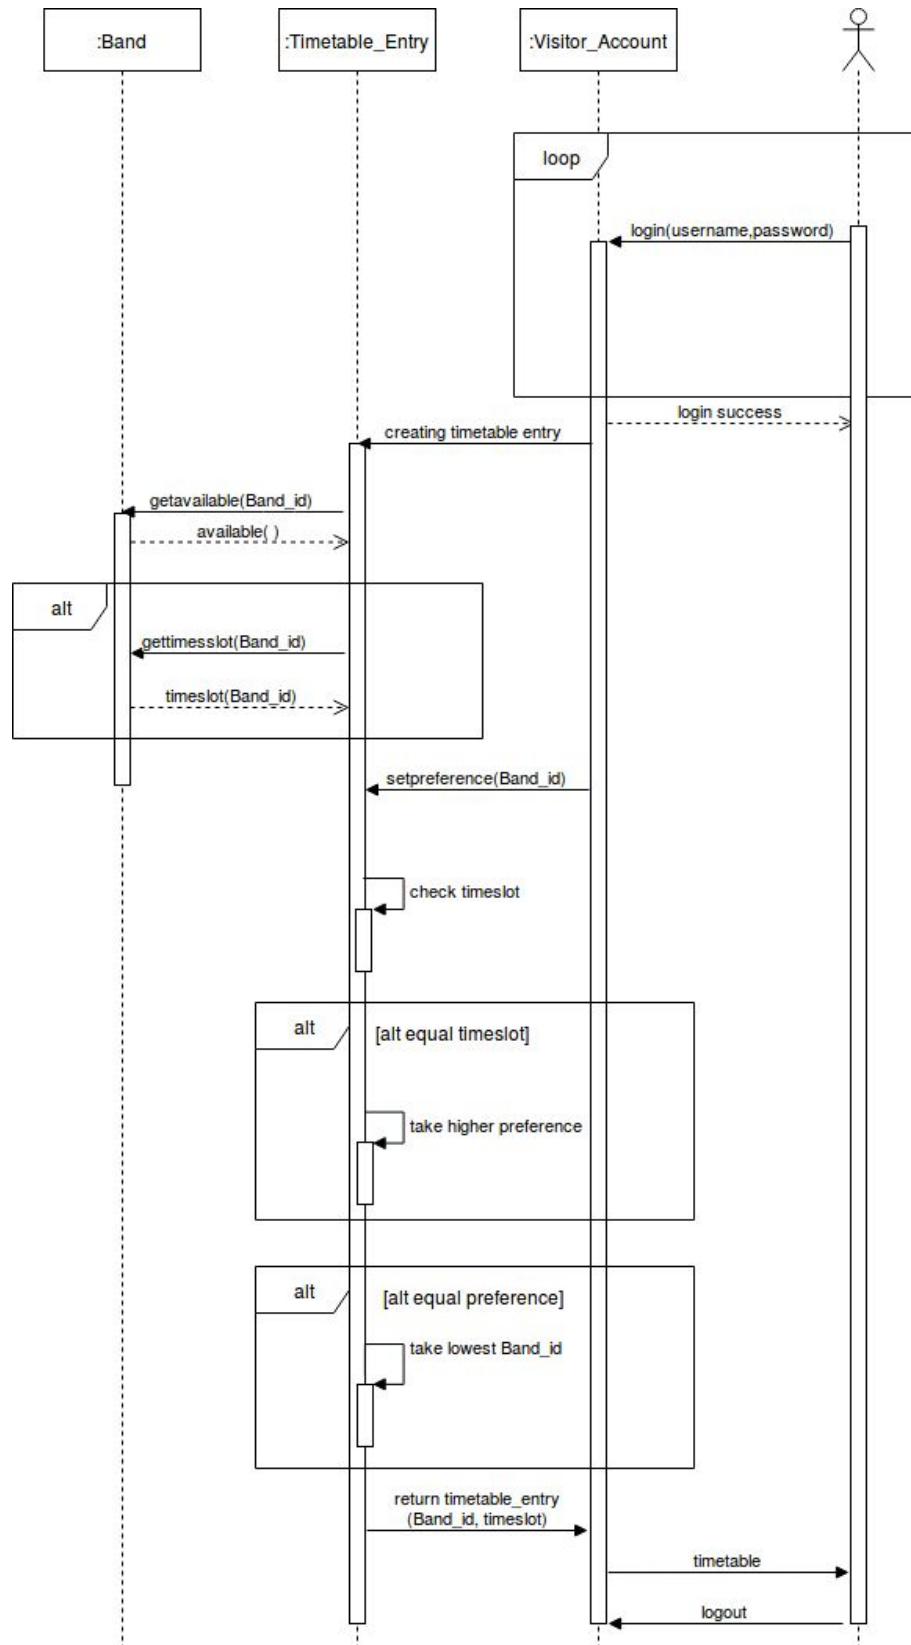 :Band
:Timetable_Entry
:Visitor_Account
loop
login(username,password)
login success
creating timetable entry
getavailable(Band_id)
available( )
alt
gettimesslot(Band_id)
timeslot(Band_id)
setpreference(Band_id)
check timeslot
alt
[alt equal timeslot]
take higher preference
alt
[alt equal preference]
take lowest Band_id
return timetable_entry
(Band_id, timeslot)
timetable
logout